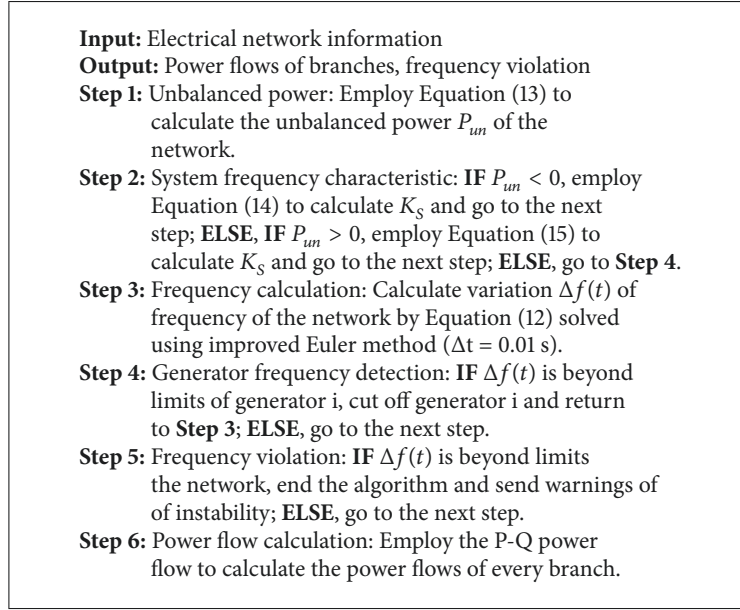 Input: Electrical network information
Output: Power flows of branches, frequency violation
Step 1: Unbalanced power: Employ Equation (13) to
calculate the unbalanced power P_un of the
network.
Step 2: System frequency characteristic: IF P_un < 0, employ
Equation (14) to calculate K_S and go to the next
step; ELSE, IF P_un > 0, employ Equation (15) to
calculate K_S and go to the next step; ELSE, go to Step 4.
Step 3: Frequency calculation: Calculate variation Δf(t) of
frequency of the network by Equation (12) solved
using improved Euler method (Δt = 0.01 s).
Step 4: Generator frequency detection: IF Δf(t) is beyond
limits of generator i, cut off generator i and return
to Step 3; ELSE, go to the next step.
Step 5: Frequency violation: IF Δf(t) is beyond limits
the network, end the algorithm and send warnings of
of instability; ELSE, go to the next step.
Step 6: Power flow calculation: Employ the P-Q power
flow to calculate the power flows of every branch.